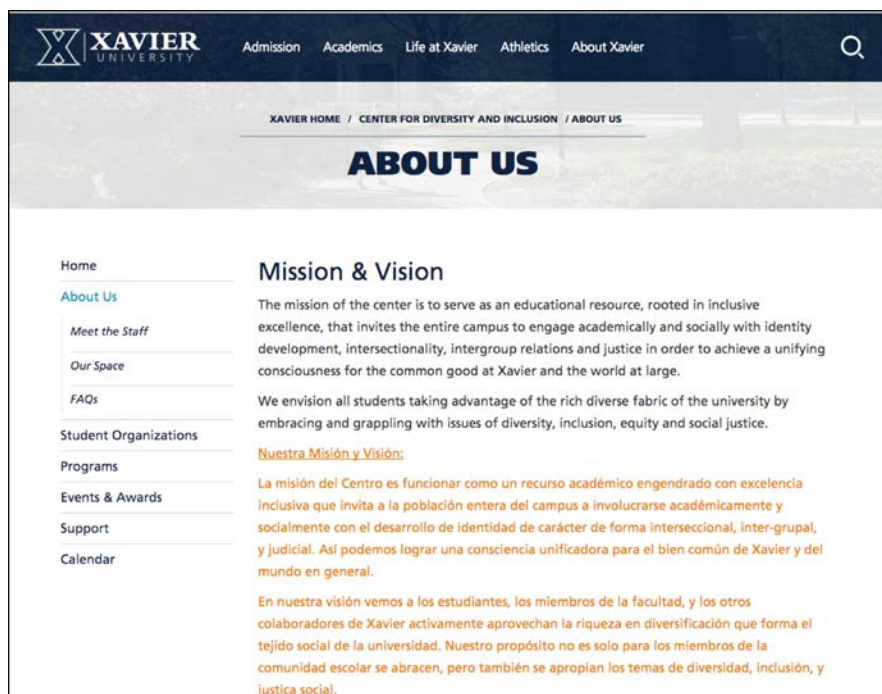 XAVIER
UNIVERSITY
Admission Academics Life at Xavier Athletics About Xavier
XAVIER HOME / CENTER FOR DIVERSITY AND INCLUSION / ABOUT US
ABOUT US
Home
About Us
Meet the Staff
Our Space
FAQs
Student Organizations
Programs
Events & Awards
Support
Calendar
Mission & Vision
The mission of the center is to serve as an educational resource, rooted in inclusive
excellence, that invites the entire campus to engage academically and socially with identity
development, intersectionality, intergroup relations and justice in order to achieve a unifying
consciousness for the common good at Xavier and the world at large.
We envision all students taking advantage of the rich diverse fabric of the university by
embracing and grappling with issues of diversity, inclusion, equity and social justice.
Nuestra Misión y Visión:
La misión del Centro es funcionar como un recurso académico engendrado con excelencia
inclusiva que invita a la población entera del campus a involucrarse académicamente y
socialmente con el desarrollo de identidad de carácter de forma interseccional, inter-grupal,
y judicial. Así podemos lograr una consciencia unificadora para el bien común de Xavier y del
mundo en general.
En nuestra visión vemos a los estudiantes, los miembros de la facultad, y los otros
colaboradores de Xavier activamente aprovechan la riqueza en diversificación que forma el
tejido social de la universidad. Nuestro propósito no es solo para los miembros de la
comunidad escolar se abracen, pero también se apropian los temas de diversidad, inclusión, y
justica social.